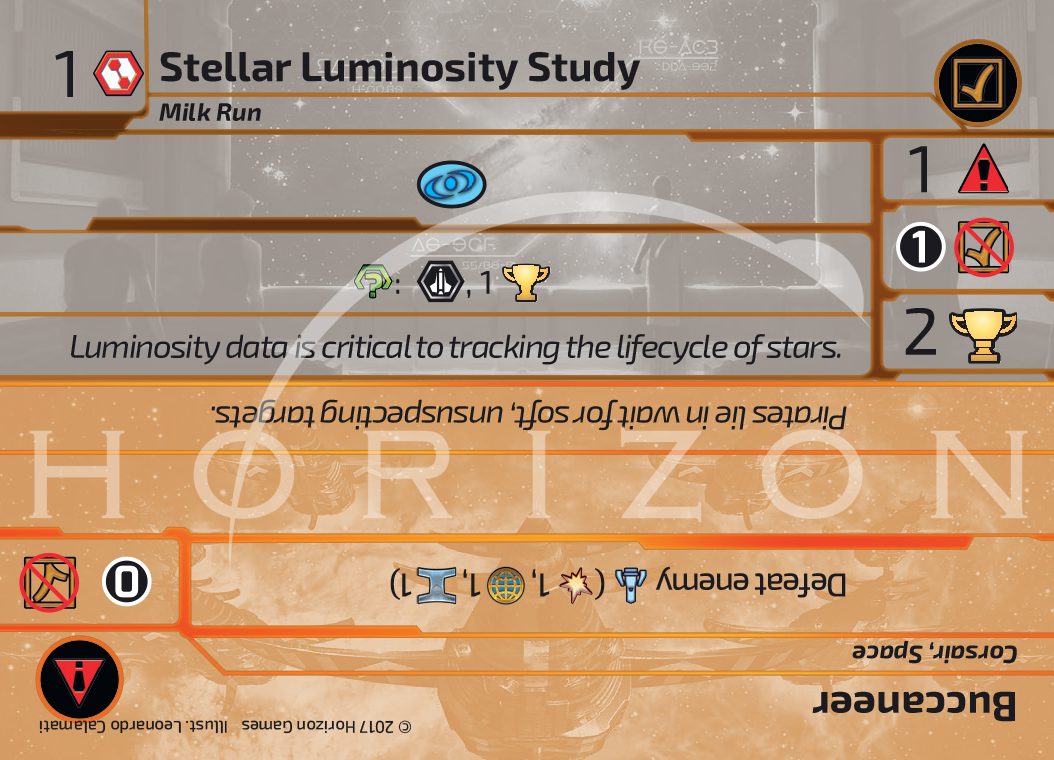 1 Stellar Luminosity Study
Milk Run
1
1
: , 1
2
Luminosity data is critical to tracking the lifecycle of stars.
HORIZON
Buccaneer
Corsair, Space
Defeat enemy ( 1, 1, 1)
0
Pirates lie in wait for soft, unsuspecting targets.
© 2017 Horizon Games Illust. Leonardo Calamati